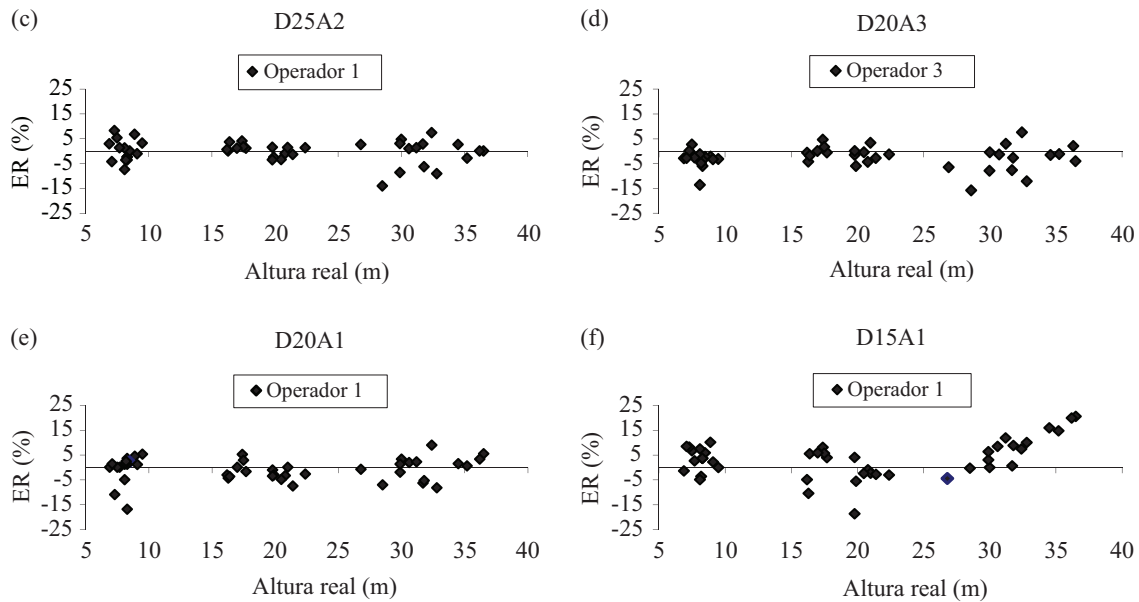 (c)
D25A2
Operador 1
25
15
5
-5
-15
-25
ER (%)
5 10 15 20 25 30 35 40
Altura real (m)
(d)
D20A3
Operador 3
25
15
5
-5
-15
-25
ER (%)
5 10 15 20 25 30 35 40
Altura real (m)
(e)
D20A1
Operador 1
25
15
5
-5
-15
-25
ER (%)
5 10 15 20 25 30 35 40
Altura real (m)
(f)
D15A1
Operador 1
25
15
5
-5
-15
-25
ER (%)
5 10 15 20 25 30 35 40
Altura real (m)